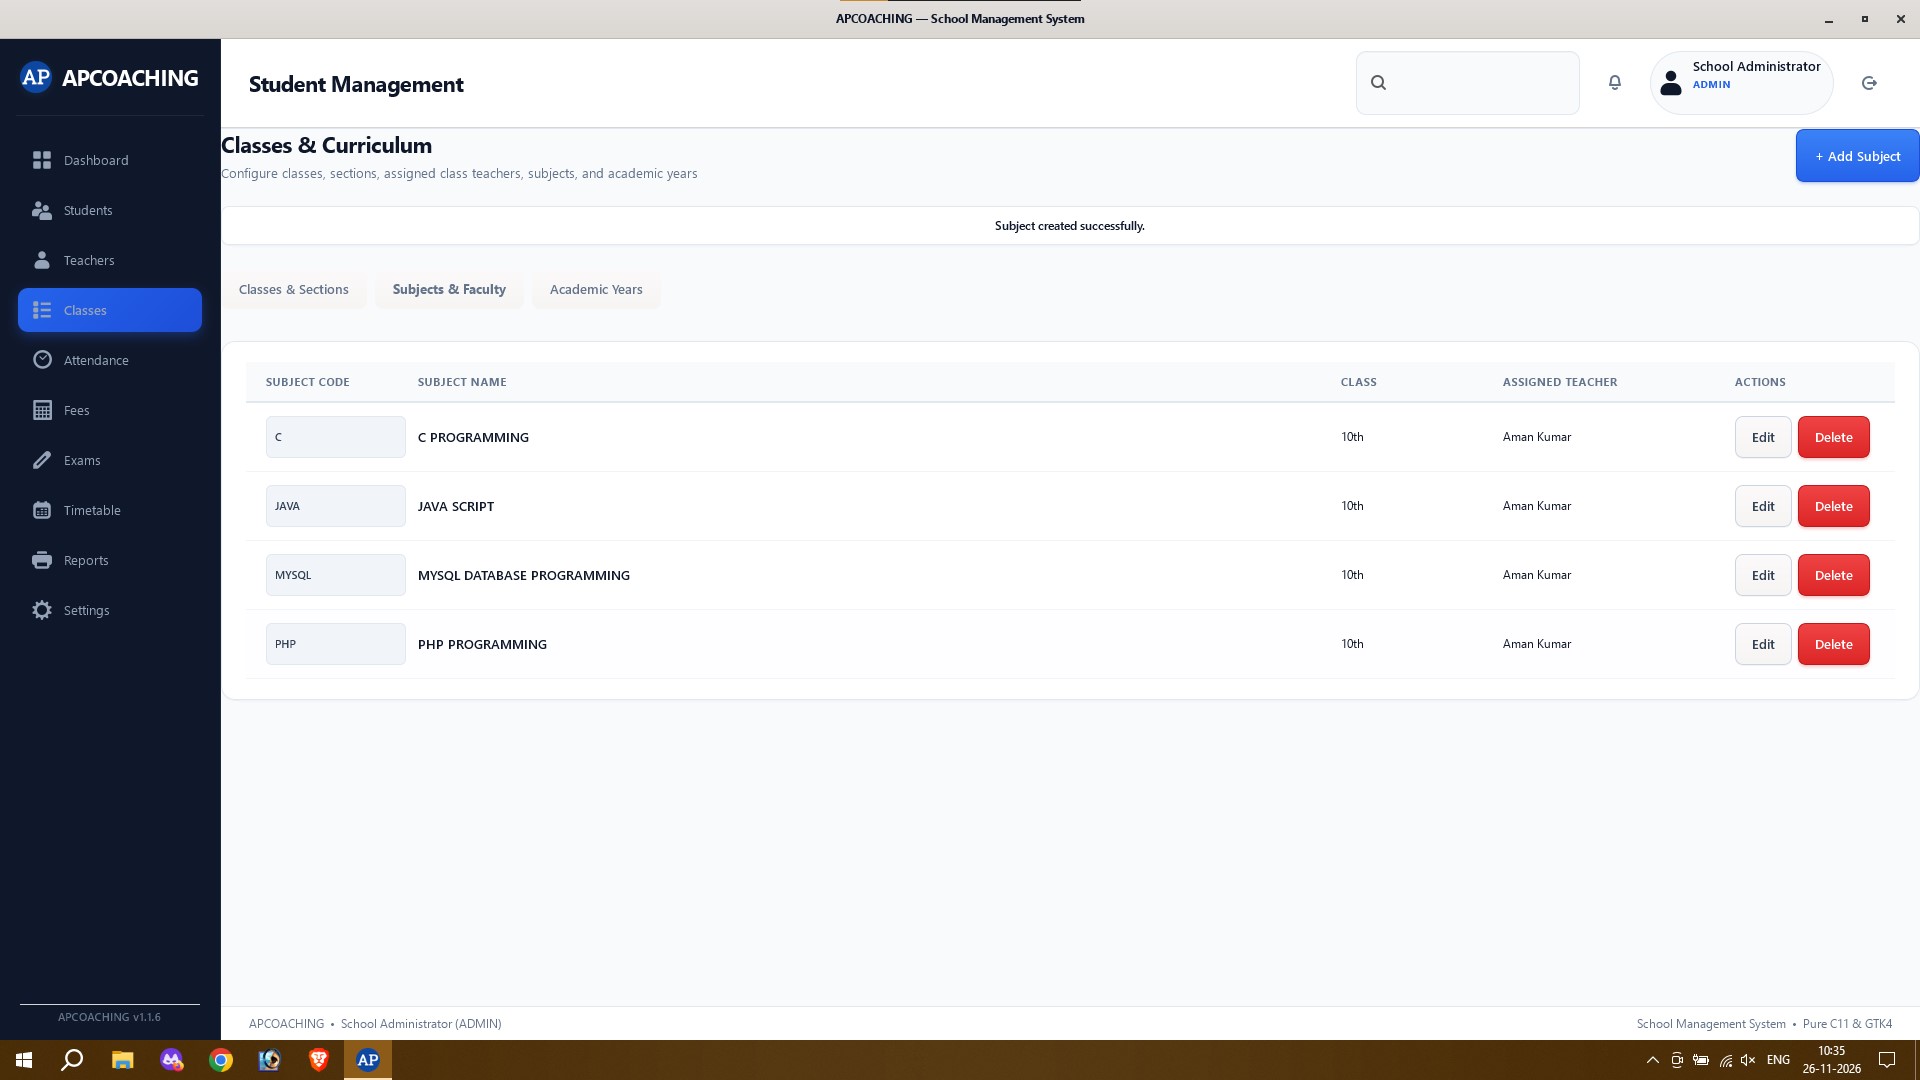 APCOACHING — School Management System
AP APCOACHING
Student Management
School Administrator
ADMIN
Dashboard
Students
Teachers
Classes
Attendance
Fees
Exams
Timetable
Reports
Settings
APCOACHING v1.1.6
Classes & Curriculum
Configure classes, sections, assigned class teachers, subjects, and academic years
+ Add Subject
Subject created successfully.
Classes & Sections Subjects & Faculty Academic Years
SUBJECT CODE SUBJECT NAME CLASS ASSIGNED TEACHER ACTIONS
C C PROGRAMMING 10th Aman Kumar Edit Delete
JAVA JAVA SCRIPT 10th Aman Kumar Edit Delete
MYSQL MYSQL DATABASE PROGRAMMING 10th Aman Kumar Edit Delete
PHP PHP PROGRAMMING 10th Aman Kumar Edit Delete
APCOACHING • School Administrator (ADMIN) School Management System • Pure C11 & GTK4
AP ENG 10:35
26-11-2026